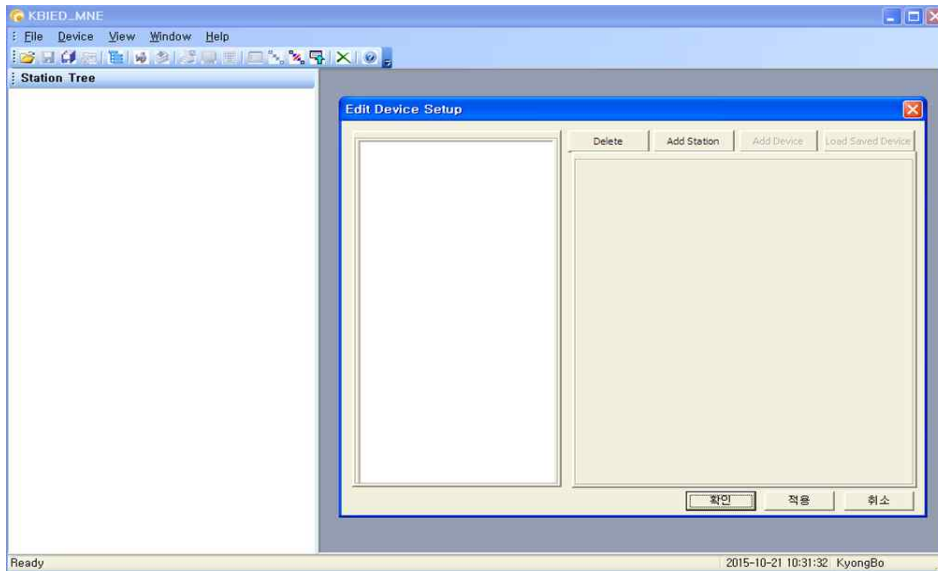 KBIED_MNE
File Device View Window Help
Station Tree
Edit Device Setup
Delete Add Station Add Device Load Saved Device
확인 적용 취소
Ready 2015-10-21 10:31:32 KyongBo